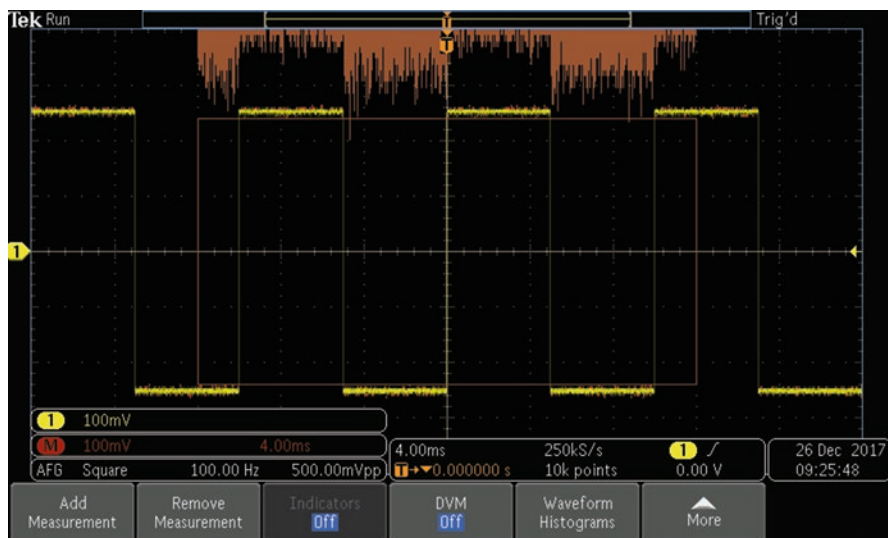 Tek Run Trig'd
T
T
1
1 100mV
M 100mV 4.00ms
AFG Square 100.00 Hz 500.00mVpp
4.00ms 250kS/s 1
T→▼0.000000 s 10k points 0.00 V
26 Dec 2017
09:25:48
Add
Measurement
Remove
Measurement
Indicators
Off
DVM
Off
Waveform
Histograms
More